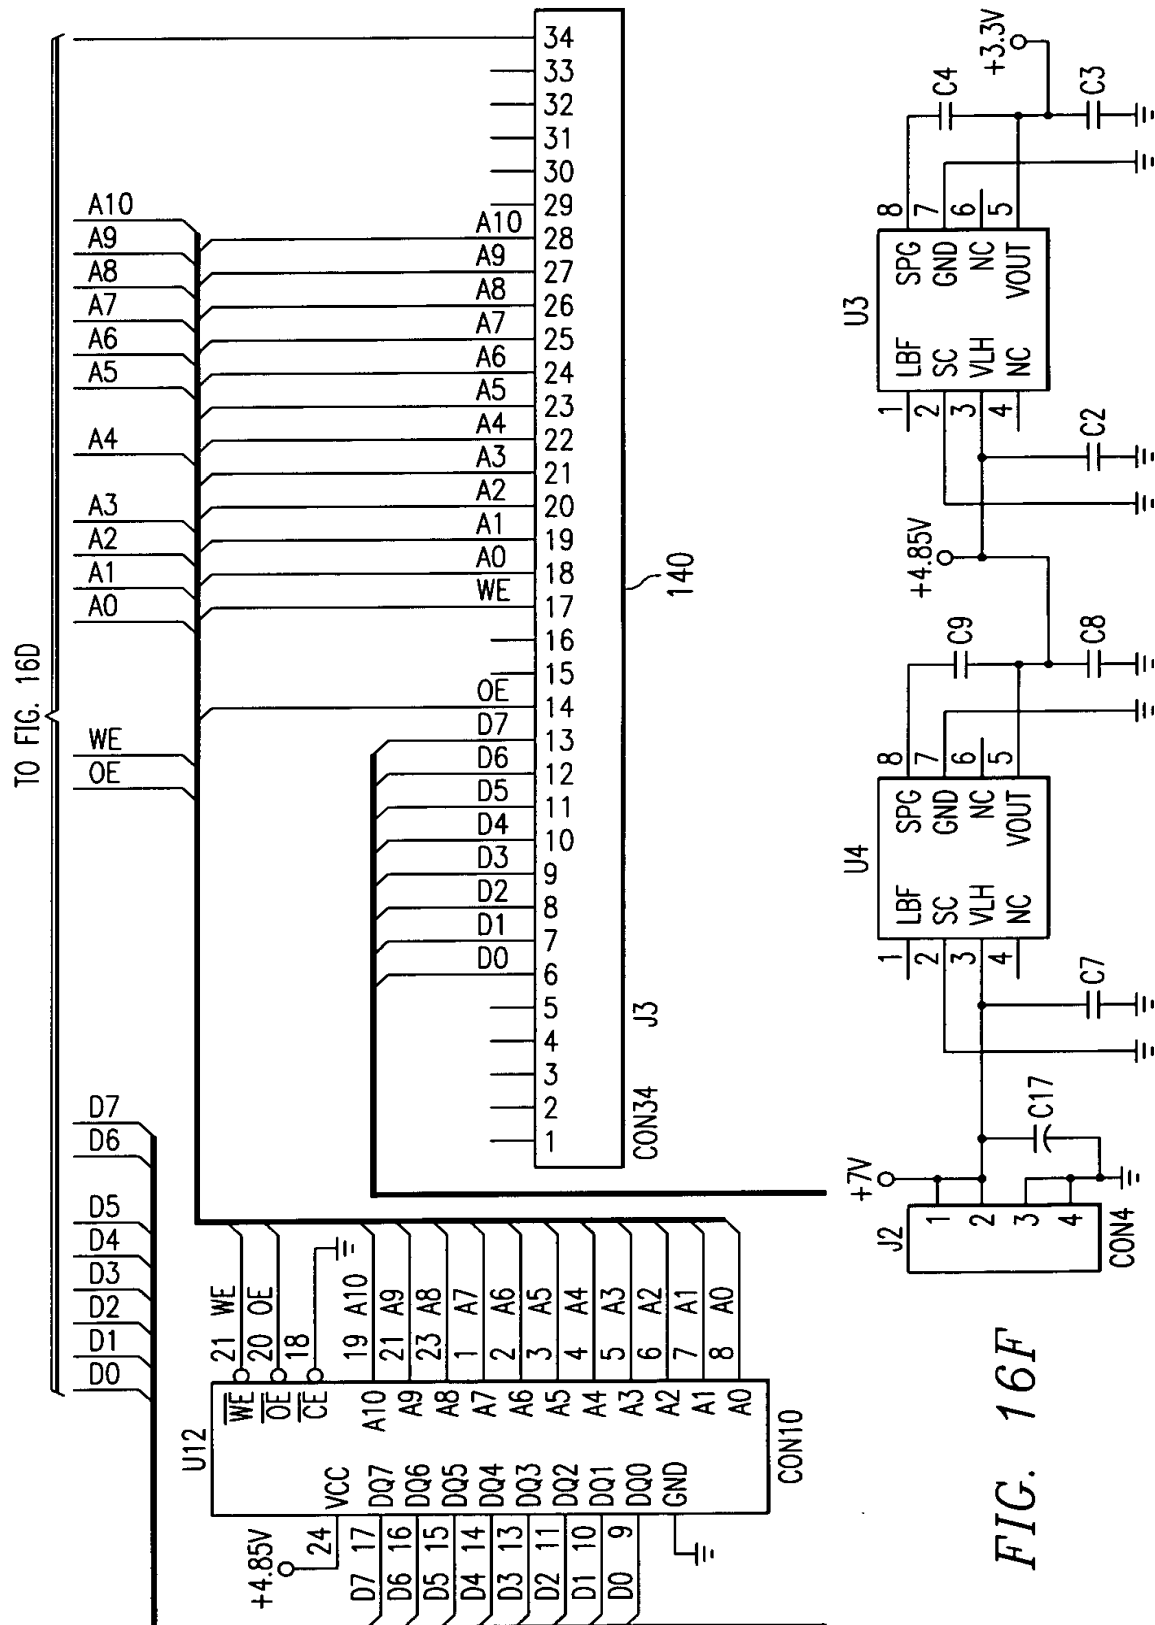 TO FIG. 16D
D0
D1
D2
D3
D4
D5
D6
D7
OE
WE
A0
A1
A2
A3
A4
A5
A6
A7
A8
A9
A10
U12
+4.85V
24 VCC
D7 17 DQ7
D6 16 DQ6
D5 15 DQ5
D4 14 DQ4
D3 13 DQ3
D2 11 DQ2
D1 10 DQ1
D0 9 DQ0
GND
WE 21 WE
OE 20 OE
CE 18
A10 19 A10
A9 21 A9
A8 23 A8
A7 1 A7
A6 2 A6
A5 3 A5
A4 4 A4
A3 5 A3
A2 6 A2
A1 7 A1
A0 8 A0
CON10
1
2
3
4
5
D0 6
D1 7
D2 8
D3 9
D4 10
D5 11
D6 12
D7 13
OE 14
15
16
WE 17
A0 18
A1 19
A2 20
A3 21
A4 22
A5 23
A6 24
A7 25
A8 26
A9 27
A10 28
29
30
31
32
33
34
CON34 J3
140
+7V
J2
1
2
3
4
CON4
C17
C7
U4
1 LBF
2 SC
3 VLH
4 NC
SPG 8
GND 7
NC 6
VOUT 5
C9
C8
+4.85V
C2
U3
1 LBF
2 SC
3 VLH
4 NC
SPG 8
GND 7
NC 6
VOUT 5
C4
C3
+3.3V
FIG. 16F